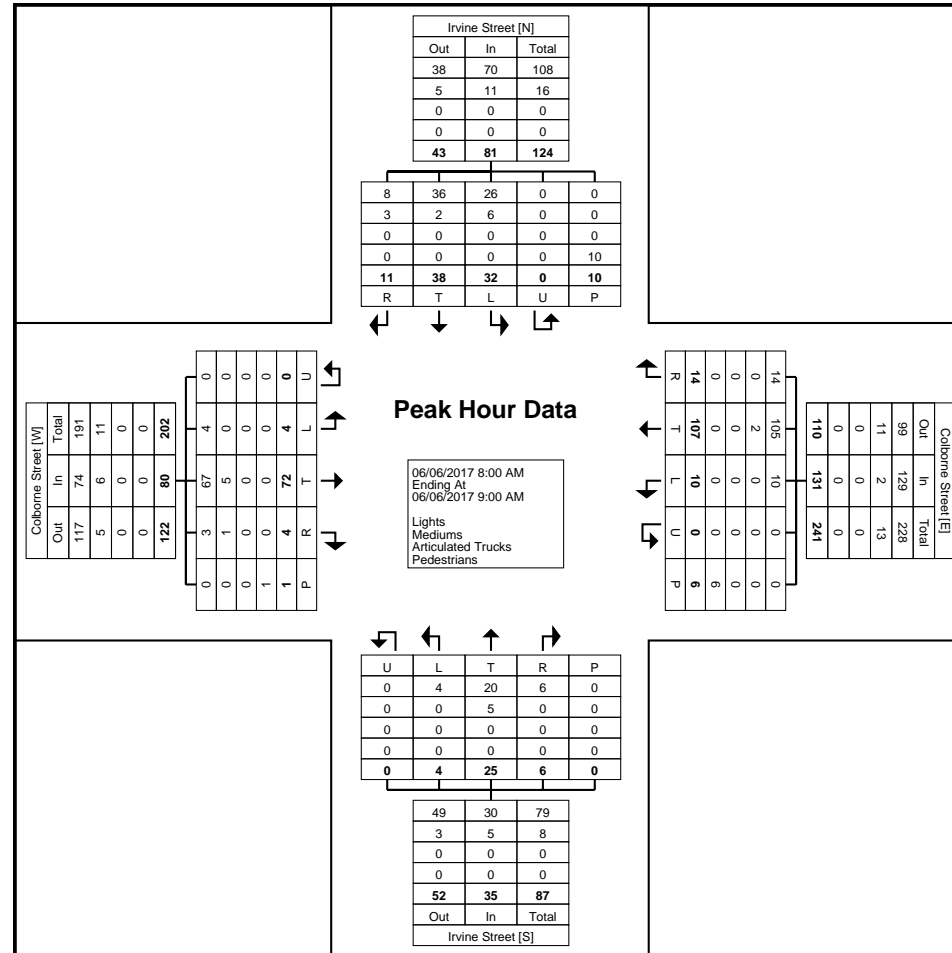 Irvine Street [N]
Out In Total
38 70 108
5 11 16
0 0 0
0 0 0
43 81 124
8 36 26 0 0
3 2 6 0 0
0 0 0 0 0
0 0 0 0 10
11 38 32 0 10
R T L U P
Colborne Street [W]
Total In Out
191 74 117
11 6 5
0 0 0
0 0 0
202 80 122
0 4 67 3 0
0 0 5 1 0
0 0 0 0 0
0 0 0 0 1
0 4 72 4 1
U L T R P
Peak Hour Data
06/06/2017 8:00 AM
Ending At
06/06/2017 9:00 AM
Lights
Mediums
Articulated Trucks
Pedestrians
R T L U P
14 107 10 0 6
0 0 0 0 6
0 0 0 0 0
0 2 0 0 0
14 105 10 0 0
110 131 241
0 0 0
0 0 0
11 2 13
99 129 228
Out In Total
Colborne Street [E]
U L T R P
0 4 20 6 0
0 0 5 0 0
0 0 0 0 0
0 0 0 0 0
0 4 25 6 0
49 30 79
3 5 8
0 0 0
0 0 0
52 35 87
Out In Total
Irvine Street [S]